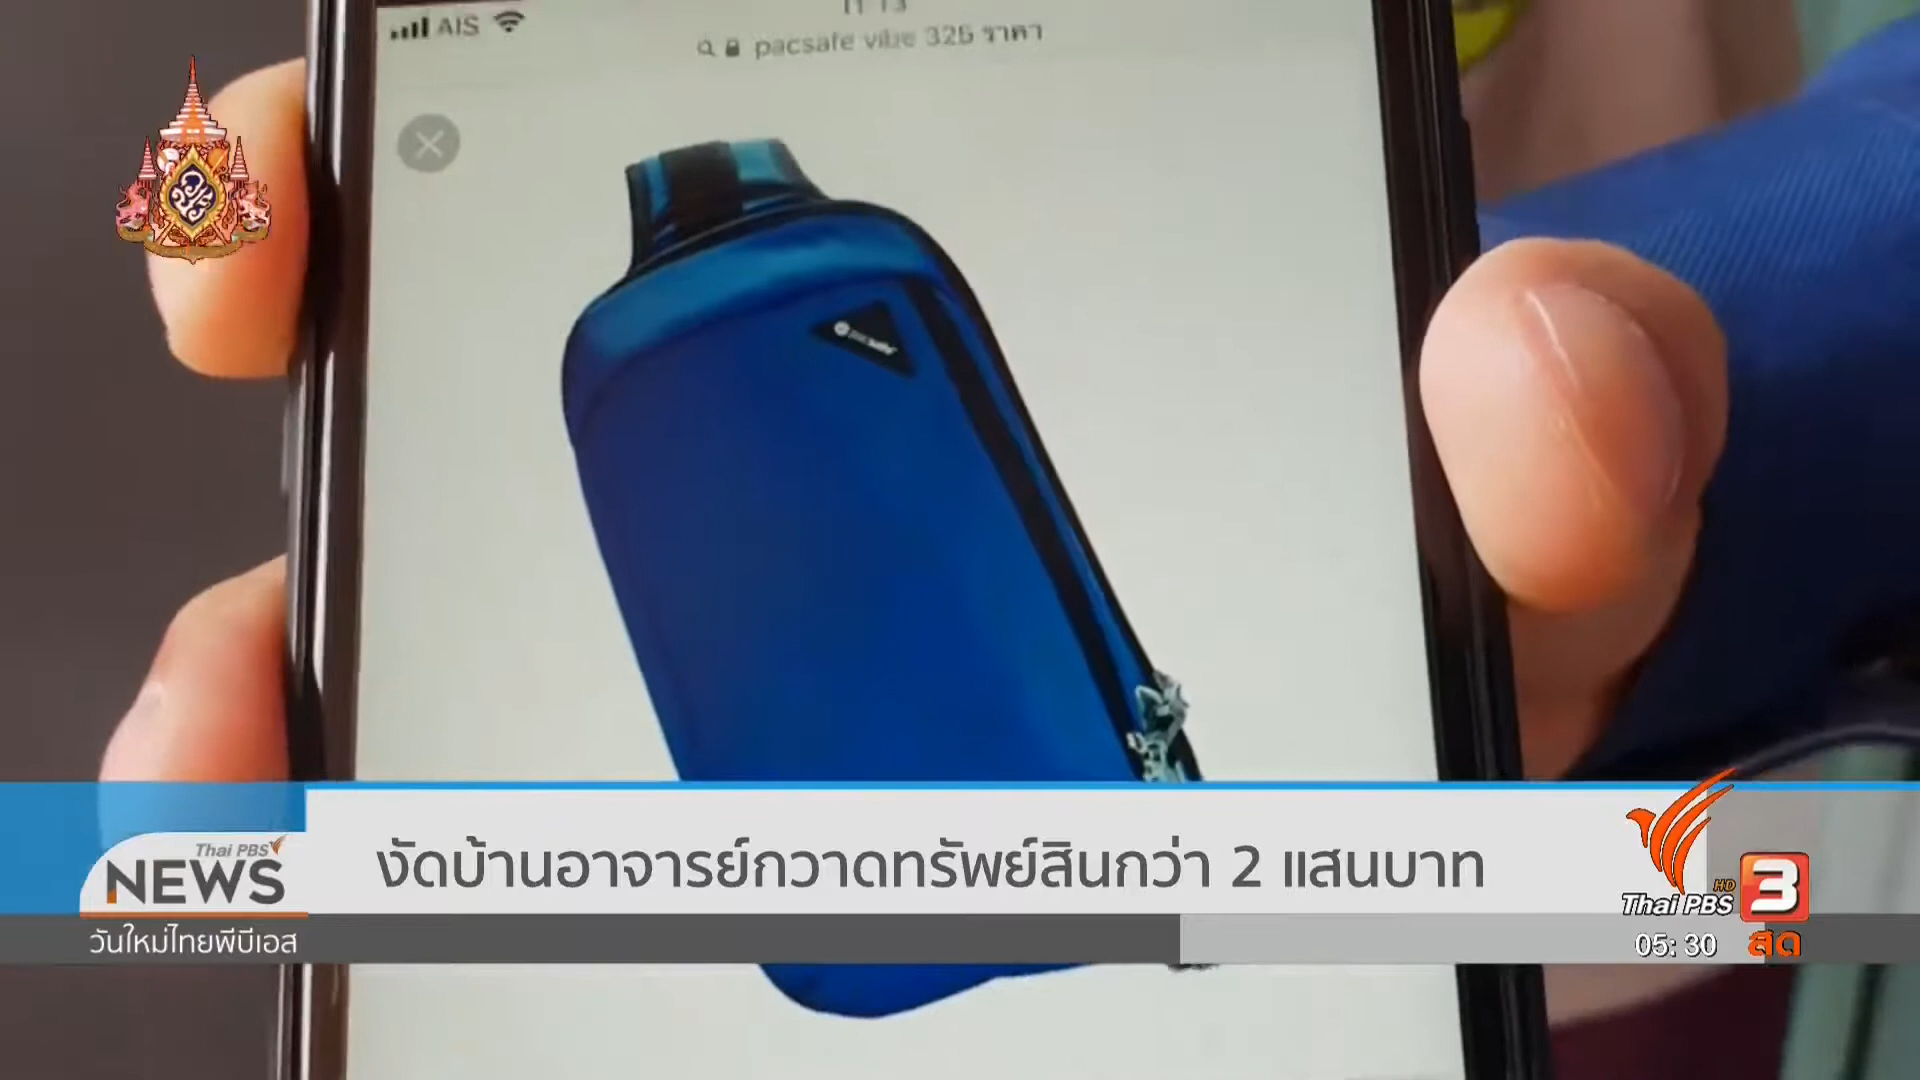 AIS
11:13
pacsafe vibe 325 ราคา
pacsafe
Thai PBS
NEWS
งัดบ้านอาจารย์กวาดทรัพย์สินกว่า 2 แสนบาท
HD
Thai PBS
3
วันใหม่ไทยพีบีเอส
05:30
สด